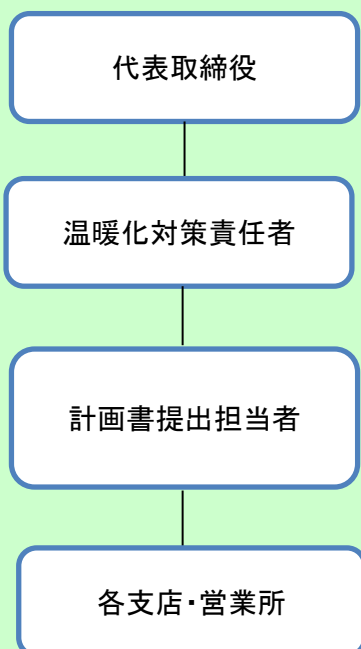 代表取締役
温暖化対策責任者
計画書提出担当者
各支店・営業所